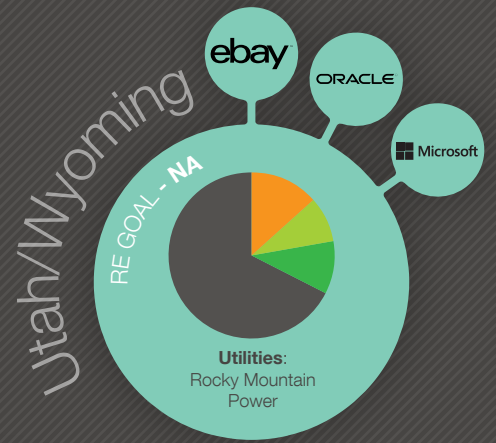 ebay
ORACLE
Microsoft
Utah/Wyoming
RE GOAL - NA
Utilities:
Rocky Mountain
Power